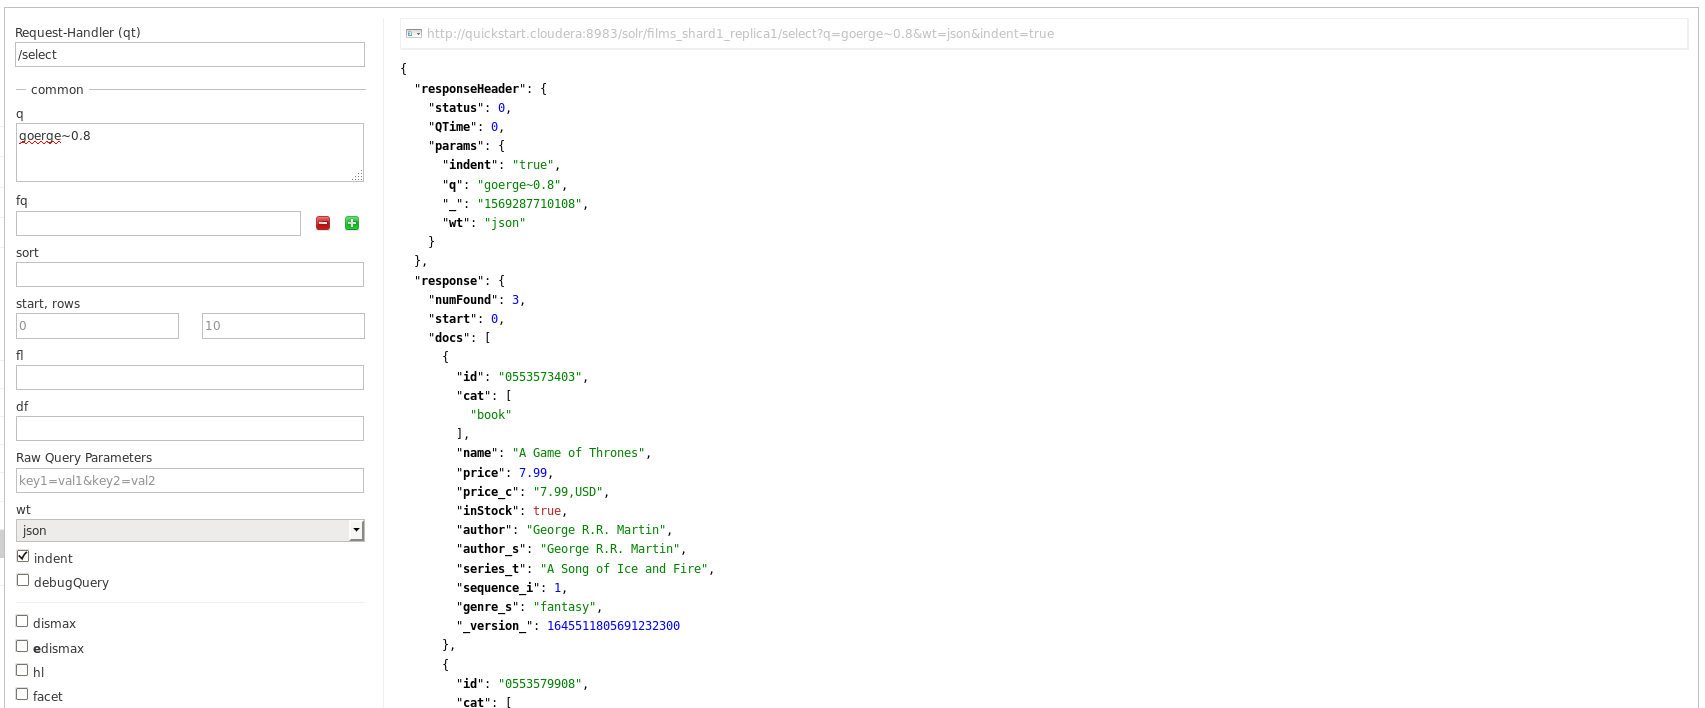 Request-Handler (qt)
/select
common
q
goerge~0.8
fq
sort
start, rows
0 10
fl
df
Raw Query Parameters
key1=val1&key2=val2
wt
json
indent
debugQuery
dismax
edismax
hl
facet
http://quickstart.cloudera:8983/solr/films_shard1_replica1/select?q=goerge~0.8&wt=json&indent=true
{
"responseHeader": {
"status": 0,
"QTime": 0,
"params": {
"indent": "true",
"q": "goerge~0.8",
"_": "1569287710108",
"wt": "json"
}
},
"response": {
"numFound": 3,
"start": 0,
"docs": [
{
"id": "0553573403",
"cat": [
"book"
],
"name": "A Game of Thrones",
"price": 7.99,
"price_c": "7.99,USD",
"inStock": true,
"author": "George R.R. Martin",
"author_s": "George R.R. Martin",
"series_t": "A Song of Ice and Fire",
"sequence_i": 1,
"genre_s": "fantasy",
"_version_": 1645511805691232300
},
{
"id": "0553579908",
"cat": [